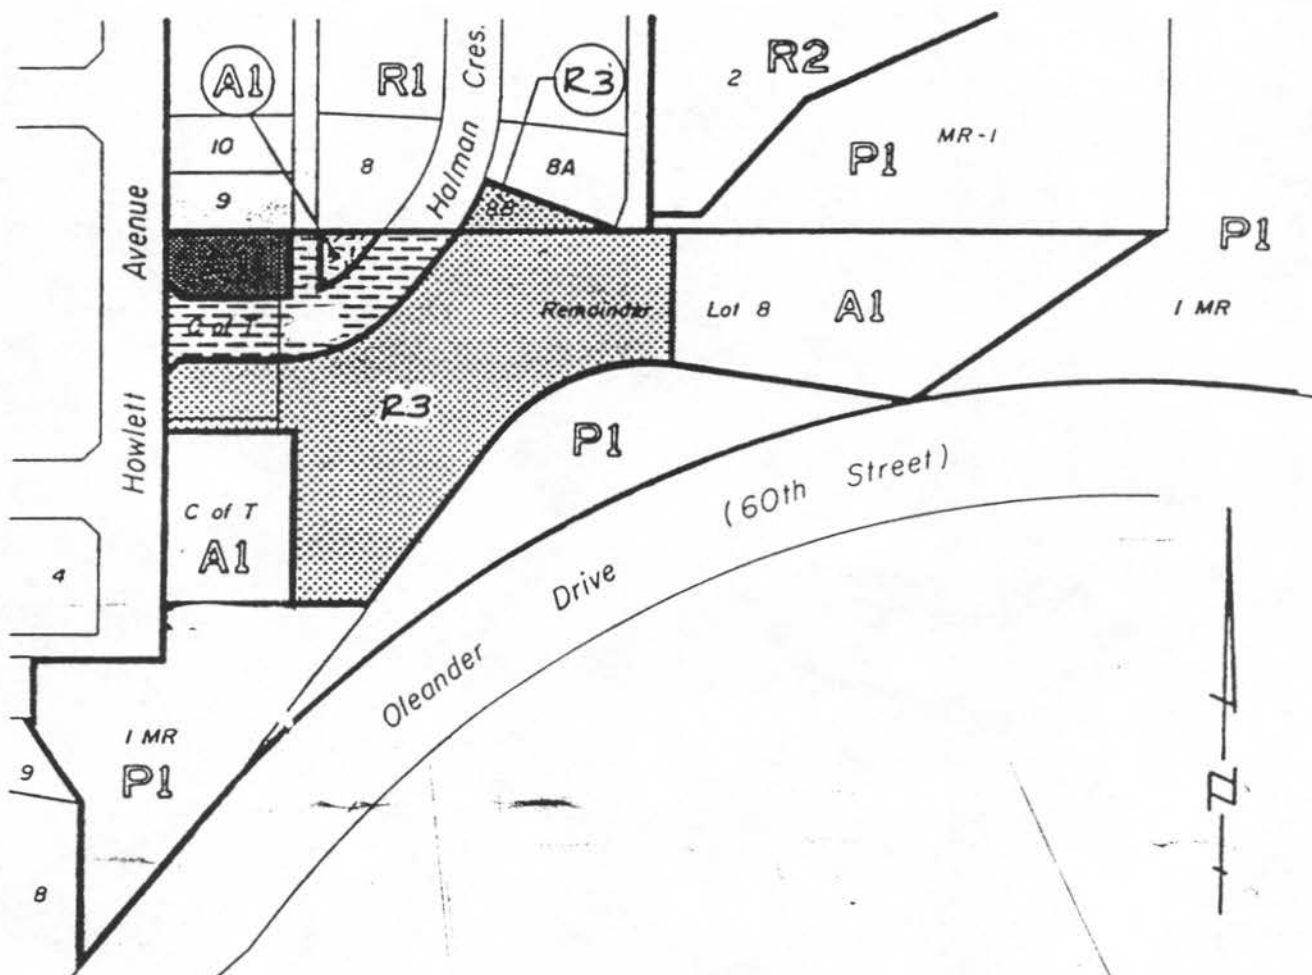 A1
R1
Halman Cres.
R3
2
R2
10
8
8A
P1
MR-1
9
8B
Howlett Avenue
P1
C of T
Remainder
Lot 8
A1
1 MR
R3
P1
(60th Street)
C of T
A1
4
Oleander Drive
1 MR
P1
9
8
N